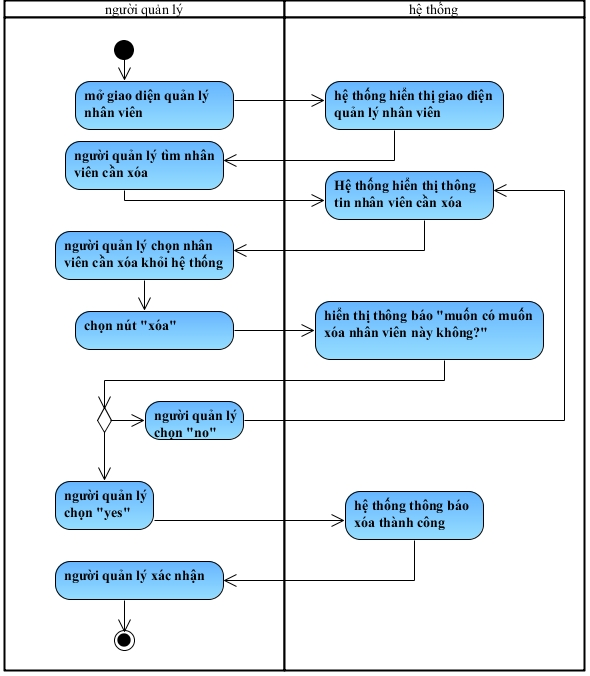 người quản lý
hệ thống
mở giao diện quản lý
nhân viên
hệ thống hiển thị giao diện
quản lý nhân viên
người quản lý tìm nhân
viên cần xóa
Hệ thống hiển thị thông
tin nhân viên cần xóa
người quản lý chọn nhân
viên cần xóa khỏi hệ thống
chọn nút "xóa"
hiển thị thông báo "muốn có muốn
xóa nhân viên này không?"
người quản lý
chọn "no"
người quản lý
chọn "yes"
hệ thống thông báo
xóa thành công
người quản lý xác nhận